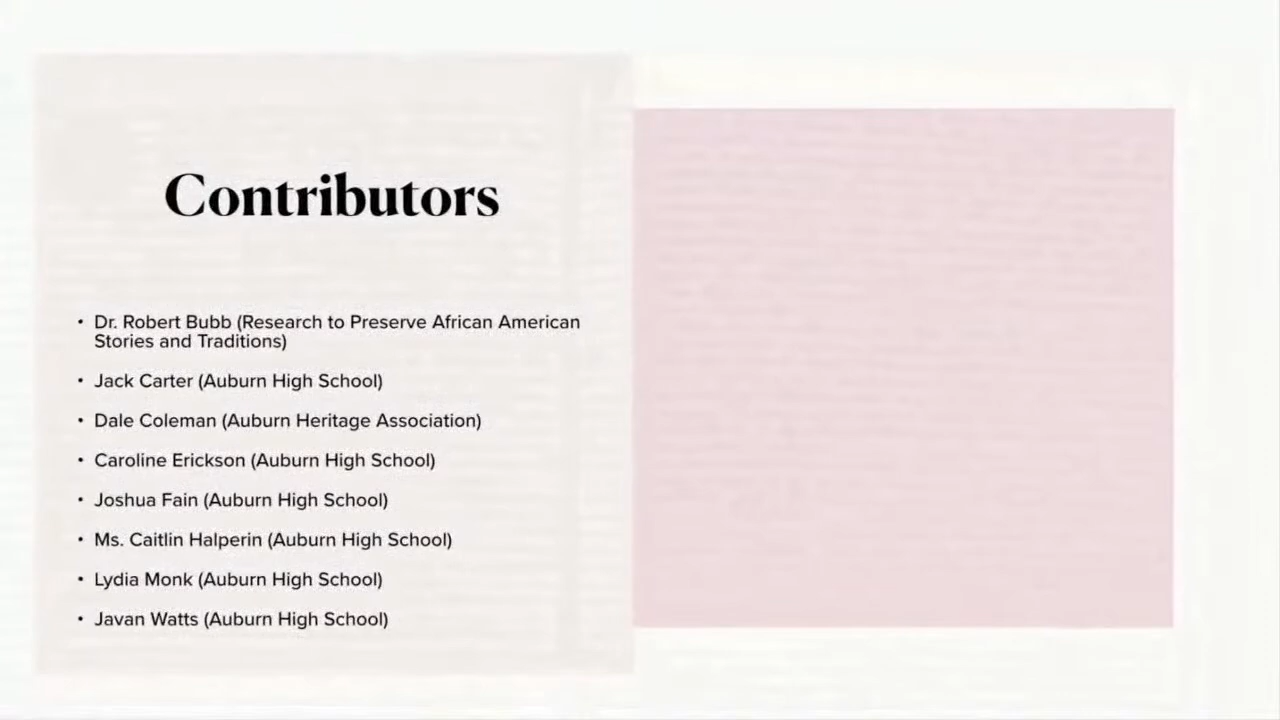 Contributors
• Dr. Robert Bubb (Research to Preserve African American
Stories and Traditions)
• Jack Carter (Auburn High School)
• Dale Coleman (Auburn Heritage Association)
• Caroline Erickson (Auburn High School)
• Joshua Fain (Auburn High School)
• Ms. Caitlin Halperin (Auburn High School)
• Lydia Monk (Auburn High School)
• Javan Watts (Auburn High School)